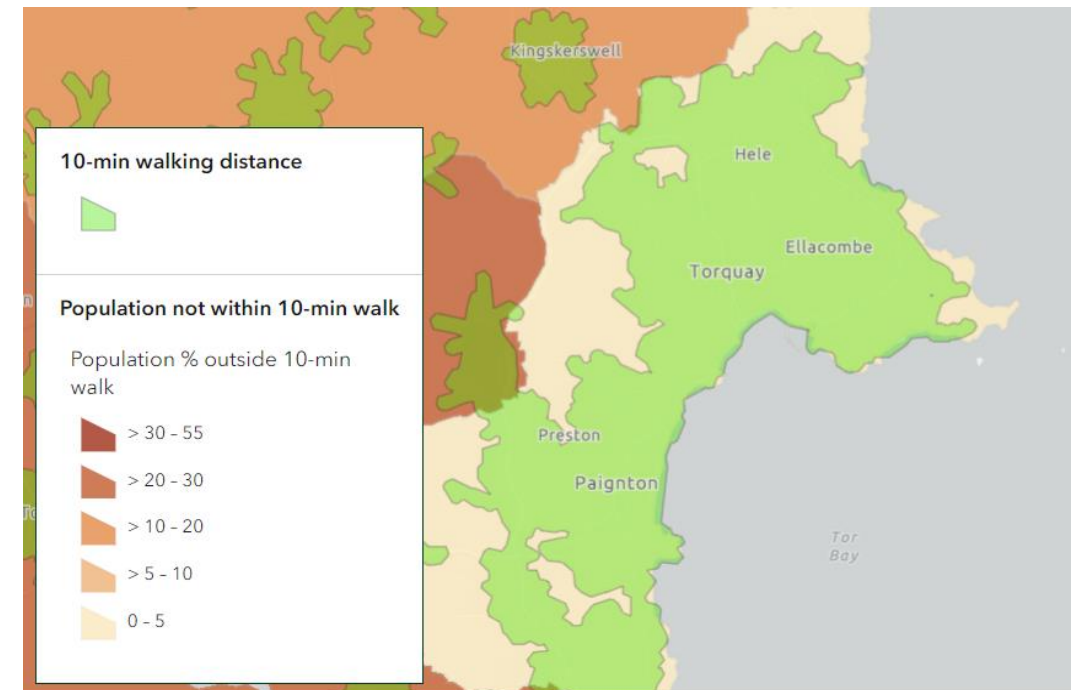 Kingskerswell
10-min walking distance
Hele
Ellacombe
Torquay
Population not within 10-min walk
Population % outside 10-min
walk
> 30 - 55
> 20 - 30
> 10 - 20
> 5 - 10
0 - 5
Preston
Paignton
Tor
Bay